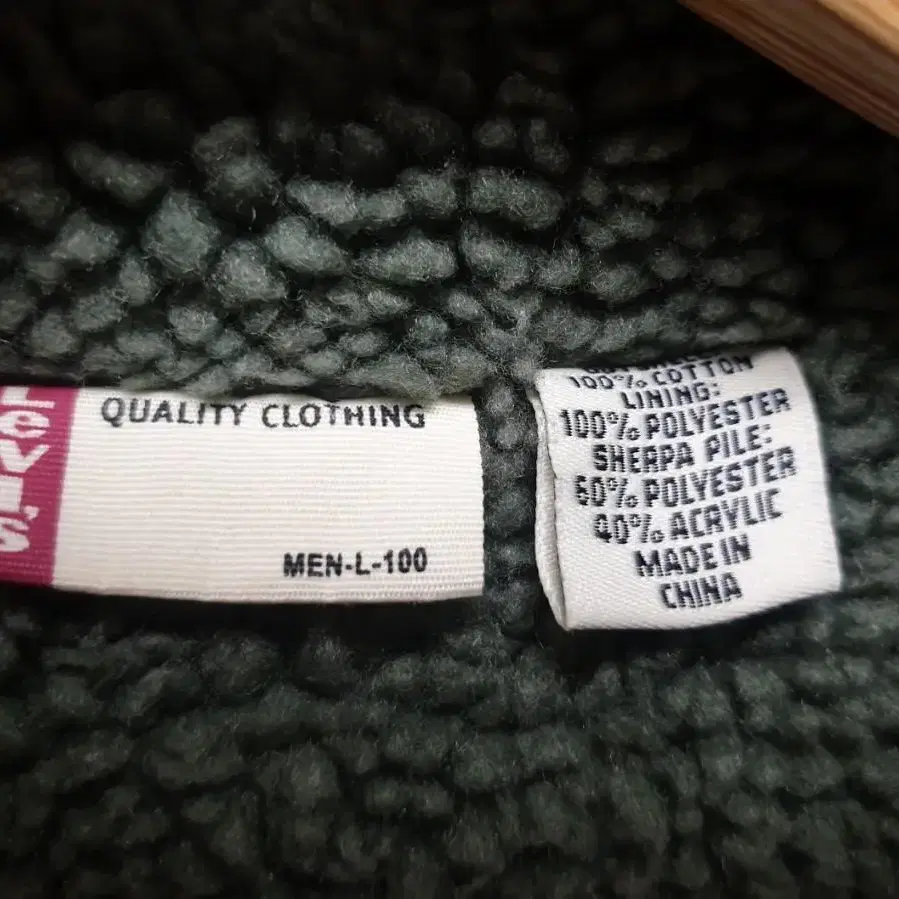 Levi's
QUALITY CLOTHING
MEN-L-100
100% COTTON
LINING:
100% POLYESTER
SHERPA PILE:
60% POLYESTER
40% ACRYLIC
MADE IN
CHINA